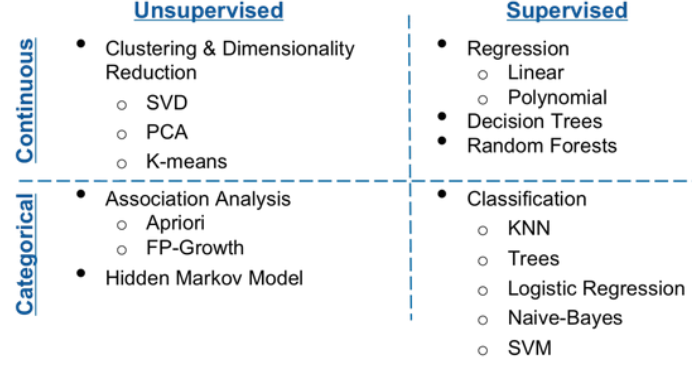 Unsupervised
Supervised
Continuous
Clustering & Dimensionality
Reduction
SVD
PCA
K-means
Regression
Linear
Polynomial
Decision Trees
Random Forests
Categorical
Association Analysis
Apriori
FP-Growth
Hidden Markov Model
Classification
KNN
Trees
Logistic Regression
Naive-Bayes
SVM